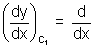 (dy/dx)_{c₁} = d/dx